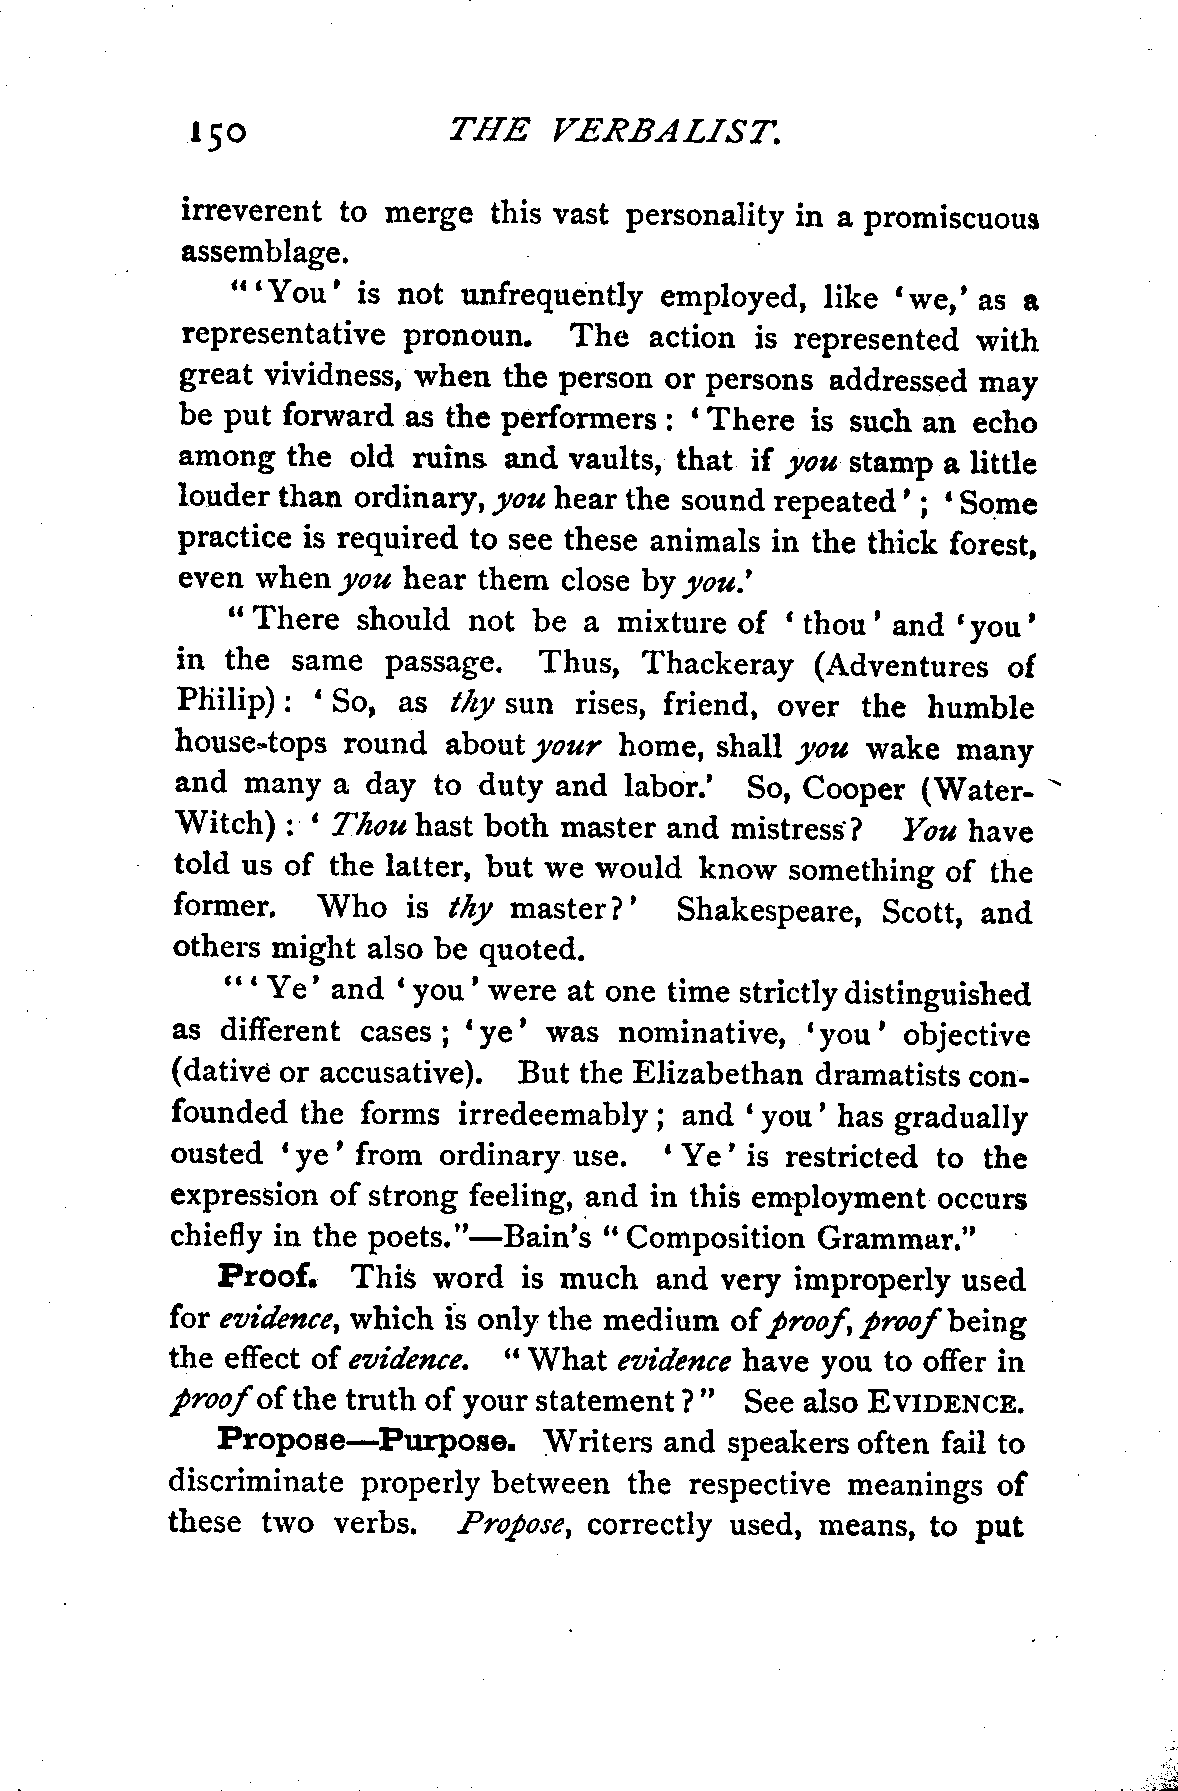 150 THE VERBALIST.
irreverent to merge this vast personality in a promiscuous
assemblage.
"'You' is not unfrequently employed, like 'we,' as a
representative pronoun. The action is represented with
great vividness, when the person or persons addressed may
be put forward as the performers: 'There is such an echo
among the old ruins and vaults, that if you stamp a little
louder than ordinary, you hear the sound repeated'; 'Some
practice is required to see these animals in the thick forest,
even when you hear them close by you.'
"There should not be a mixture of 'thou' and 'you'
in the same passage. Thus, Thackeray (Adventures of
Philip): 'So, as thy sun rises, friend, over the humble
house-tops round about your home, shall you wake many
and many a day to duty and labor.' So, Cooper (Water-
Witch): 'Thou hast both master and mistress? You have
told us of the latter, but we would know something of the
former. Who is thy master?' Shakespeare, Scott, and
others might also be quoted.
"'Ye' and 'you' were at one time strictly distinguished
as different cases; 'ye' was nominative, 'you' objective
(dative or accusative). But the Elizabethan dramatists con-
founded the forms irredeemably; and 'you' has gradually
ousted 'ye' from ordinary use. 'Ye' is restricted to the
expression of strong feeling, and in this employment occurs
chiefly in the poets."—Bain's "Composition Grammar."
Proof. This word is much and very improperly used
for evidence, which is only the medium of proof, proof being
the effect of evidence. "What evidence have you to offer in
proof of the truth of your statement?" See also EVIDENCE.
Propose—Purpose. Writers and speakers often fail to
discriminate properly between the respective meanings of
these two verbs. Propose, correctly used, means, to put